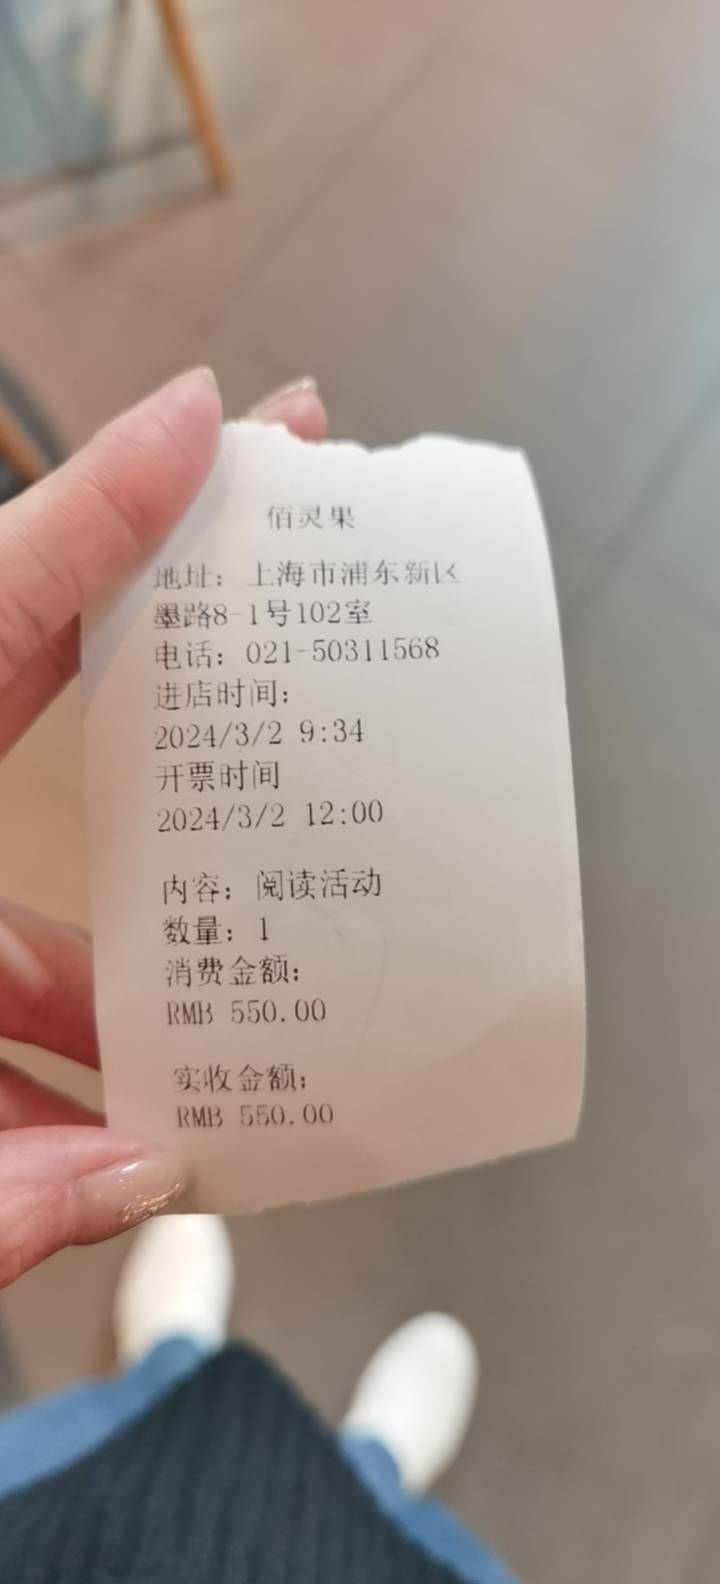 佰灵果
地址：上海市浦东新区
墨路8-1号102室
电话：021-50311568
进店时间：
2024/3/2 9:34
开票时间
2024/3/2 12:00
内容：阅读活动
数量：1
消费金额：
RMB 550.00
实收金额：
RMB 550.00